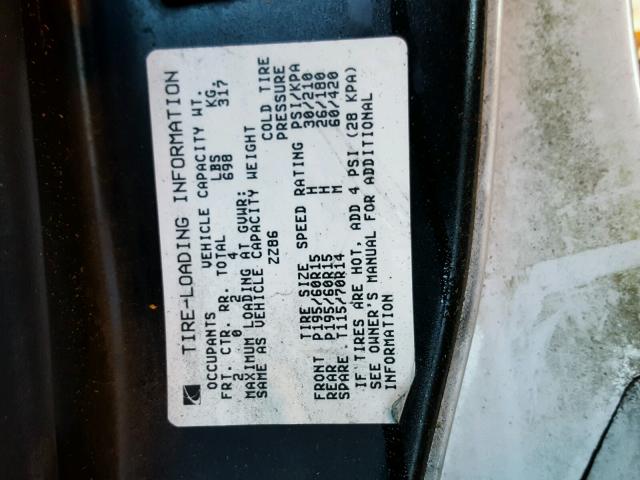 TIRE-LOADING INFORMATION
OCCUPANTS VEHICLE CAPACITY WT.
FRT. CTR. RR. TOTAL LBS KG.
2 0 2 4 698 317
MAXIMUM LOADING AT GVWR:
SAME AS VEHICLE CAPACITY WEIGHT
ZZ86 COLD TIRE
PRESSURE
TIRE SIZE SPEED RATING PSI/KPA
FRONT P195/60R15 H 30/210
REAR P195/60R15 H 26/180
SPARE T115/70R14 M 60/420
IF TIRES ARE HOT, ADD 4 PSI (28 KPA)
SEE OWNER'S MANUAL FOR ADDITIONAL
INFORMATION